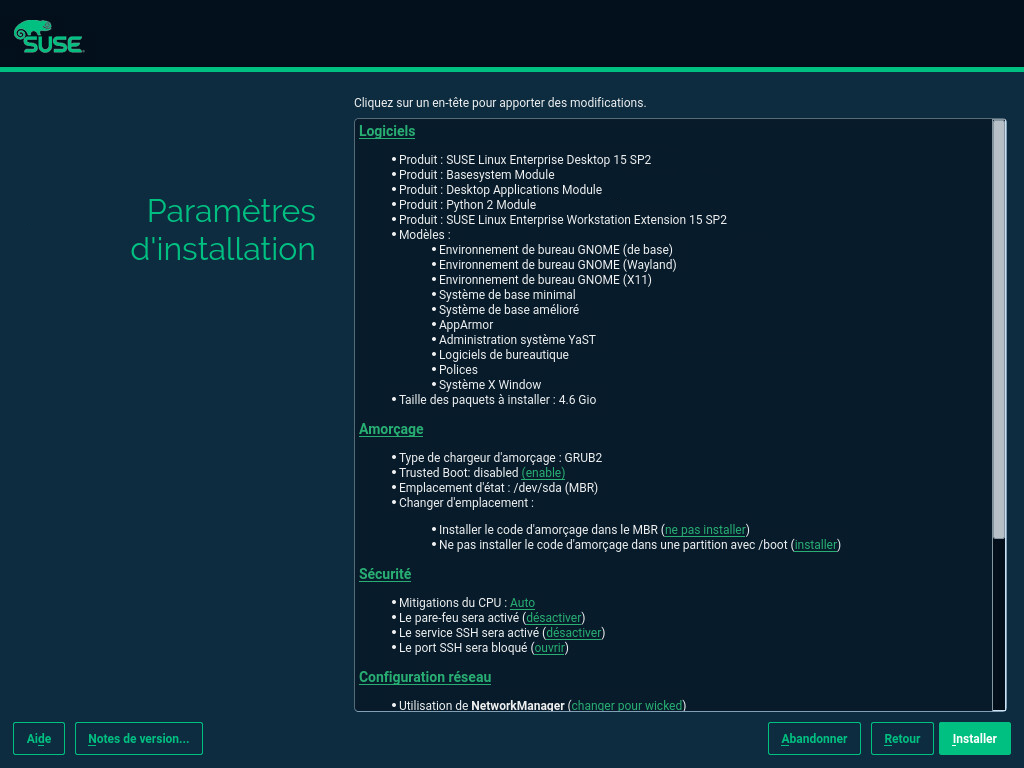 SUSE
Cliquez sur un en-tête pour apporter des modifications.
Paramètres
d'installation
Logiciels
Produit : SUSE Linux Enterprise Desktop 15 SP2
Produit : Basesystem Module
Produit : Desktop Applications Module
Produit : Python 2 Module
Produit : SUSE Linux Enterprise Workstation Extension 15 SP2
Modèles :
Environnement de bureau GNOME (de base)
Environnement de bureau GNOME (Wayland)
Environnement de bureau GNOME (X11)
Système de base minimal
Système de base amélioré
AppArmor
Administration système YaST
Logiciels de bureautique
Polices
Système X Window
Taille des paquets à installer : 4.6 Gio
Amorçage
Type de chargeur d'amorçage : GRUB2
Trusted Boot: disabled (enable)
Emplacement d'état : /dev/sda (MBR)
Changer d'emplacement :
Installer le code d'amorçage dans le MBR (ne pas installer)
Ne pas installer le code d'amorçage dans une partition avec /boot (installer)
Sécurité
Mitigations du CPU : Auto
Le pare-feu sera activé (désactiver)
Le service SSH sera activé (désactiver)
Le port SSH sera bloqué (ouvrir)
Configuration réseau
Utilisation de NetworkManager (changer pour wicked)
Aide
Notes de version...
Abandonner
Retour
Installer